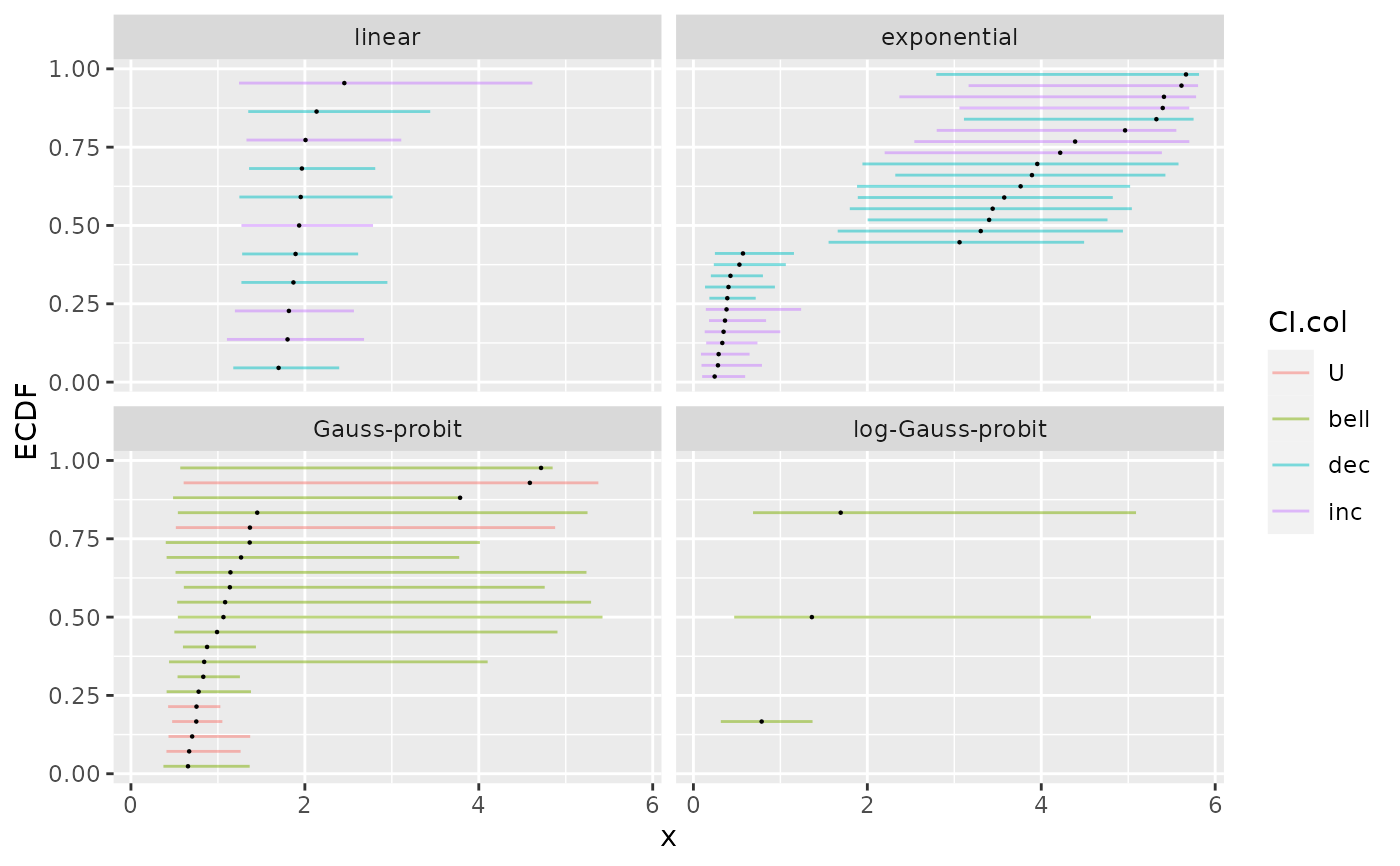 linear
exponential
1.00
0.75
0.50
0.25
0.00
Gauss-probit
log-Gauss-probit
1.00
0.75
0.50
0.25
0.00
0 2 4 6
0 2 4 6
x
ECDF
CI.col
U
bell
dec
inc